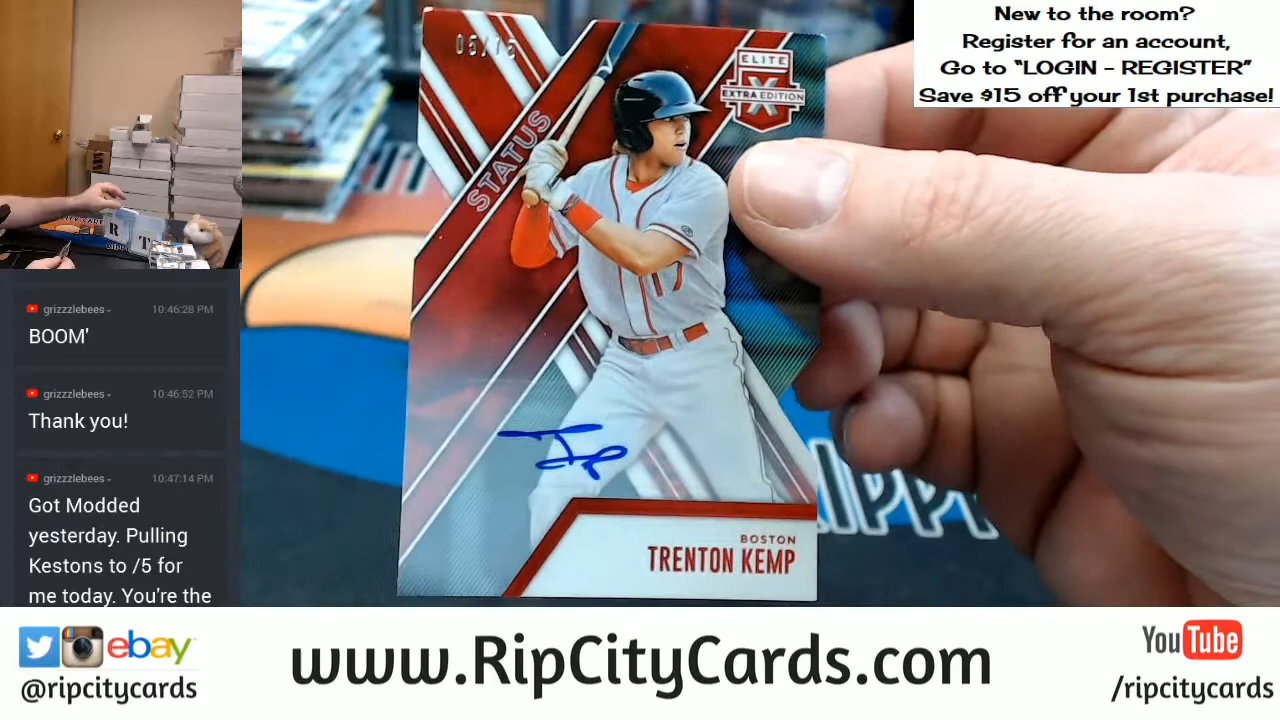 New to the room?
Register for an account,
Go to “LOGIN - REGISTER”
Save $15 off your 1st purchase!
STATUS
ELITE
X
EXTRA EDITION
17
BOSTON
TRENTON KEMP
R T
grizzzlebees
10:46:28 PM
BOOM'
grizzzlebees
10:46:52 PM
Thank you!
grizzzlebees
10:47:14 PM
Got Modded
yesterday. Pulling
Kestons to /5 for
me today. You're the
ebay
@ripcitycards
www.RipCityCards.com
YouTube
/ripcitycards